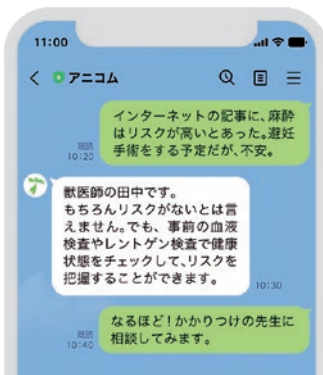 11:00
アニコム
インターネットの記事に、麻酔
はリスクが高いとあった。避妊
手術をする予定だが、不安。
既読
10:20
獣医師の田中です。
もちろんリスクがないとは言
えません。でも、事前の血液
検査やレントゲン検査で健康
状態をチェックして、リスクを
把握することができます。
10:30
なるほど！かかりつけの先生に
相談してみます。
既読
10:40